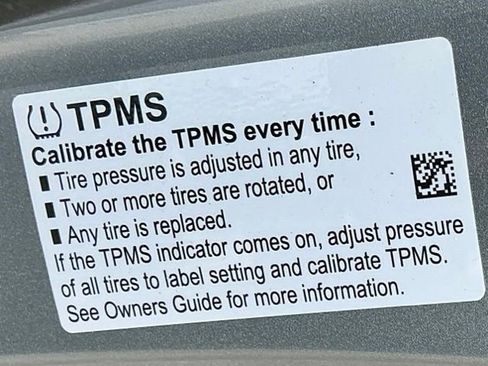 TPMS
Calibrate the TPMS every time :
▮ Tire pressure is adjusted in any tire,
▮ Two or more tires are rotated, or
▮ Any tire is replaced.
If the TPMS indicator comes on, adjust pressure
of all tires to label setting and calibrate TPMS.
See Owners Guide for more information.